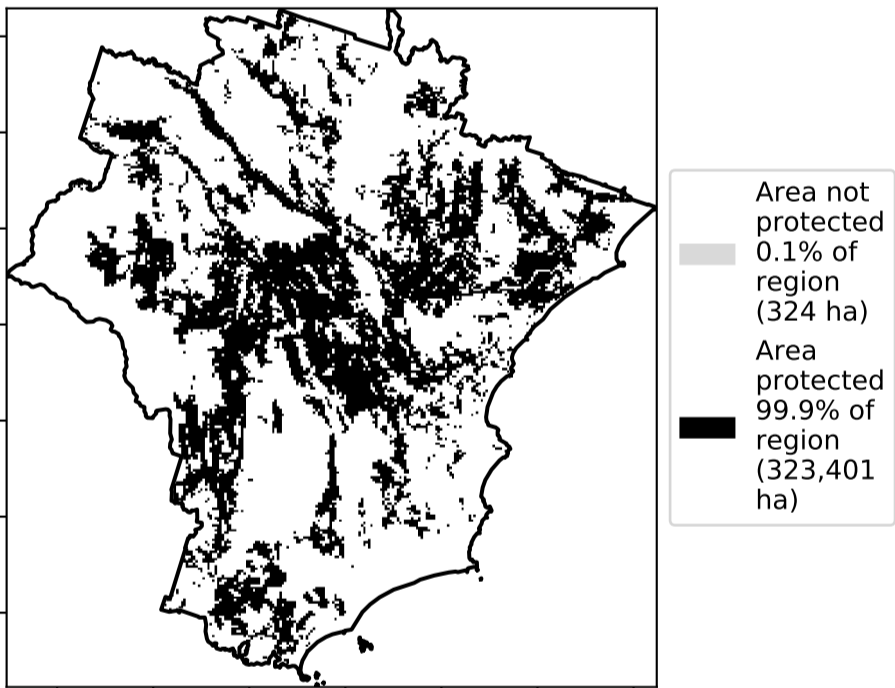 Area not
protected
0.1% of
region
(324 ha)
Area
protected
99.9% of
region
(323,401
ha)